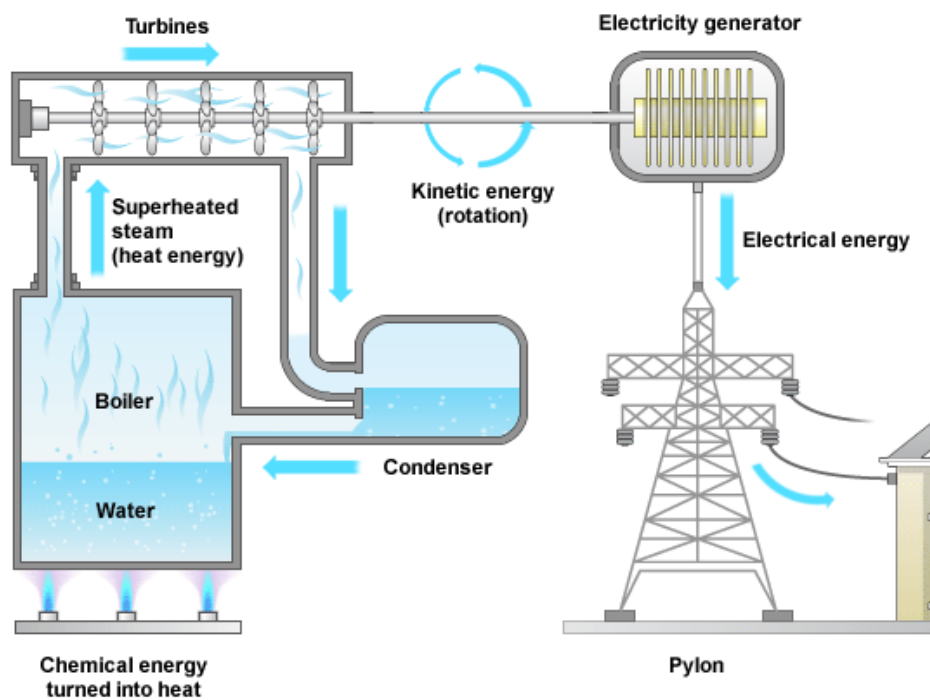 Turbines
Electricity generator
Kinetic energy
(rotation)
Superheated
steam
(heat energy)
Electrical energy
Boiler
Condenser
Water
Chemical energy
turned into heat
Pylon